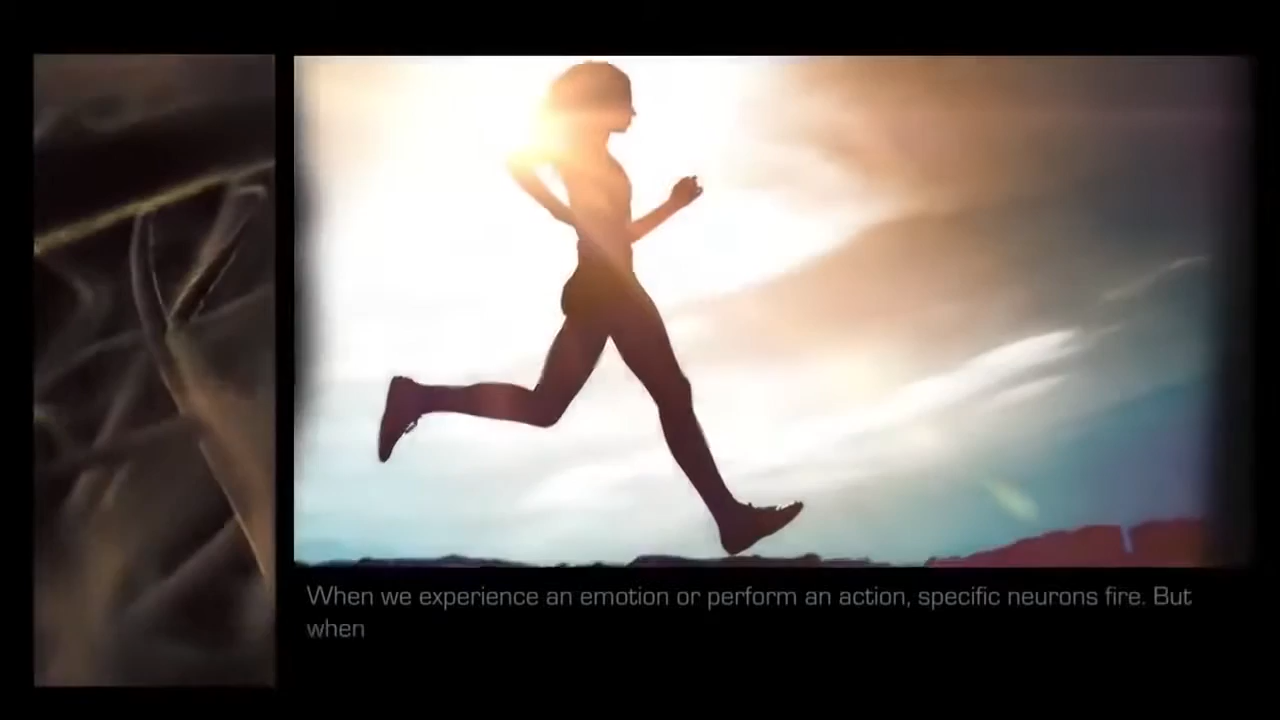 When we experience an emotion or perform an action, specific neurons fire. But
when